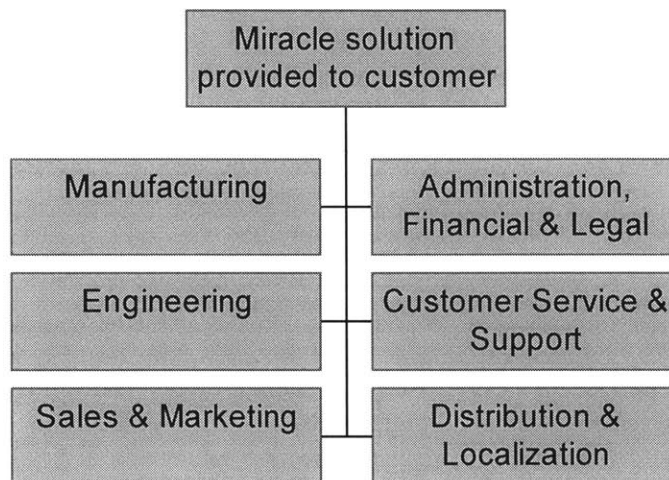 Miracle solution
provided to customer
Manufacturing
Administration,
Financial & Legal
Engineering
Customer Service &
Support
Sales & Marketing
Distribution &
Localization